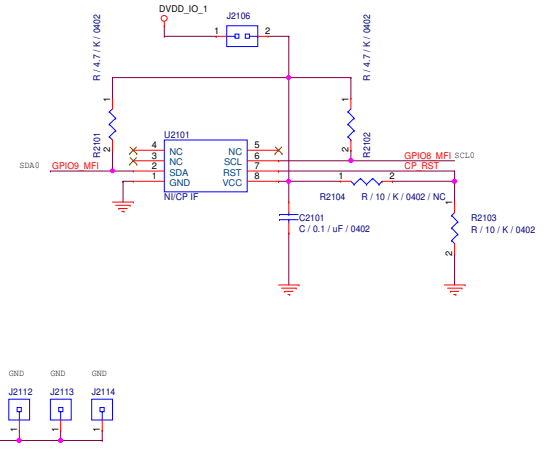 DVDD_IO_1
J2106
1 2
R / 4.7 / K / 0402
R / 4.7 / K / 0402
1
1
R2101
R2102
2
2
U2101
4 NC NC 5
3 NC SCL 6
2 SDA RST 7
1 GND VCC 8
NI/CP IF
SDA0 GPIO9_MFI
GPIO8_MFI SCL0
CP_RST
1 2
R2104 R / 10 / K / 0402 / NC
C2101
C / 0.1 / uF / 0402
1
R2103
R / 10 / K / 0402
2
GND GND GND
J2112 J2113 J2114
1 1 1